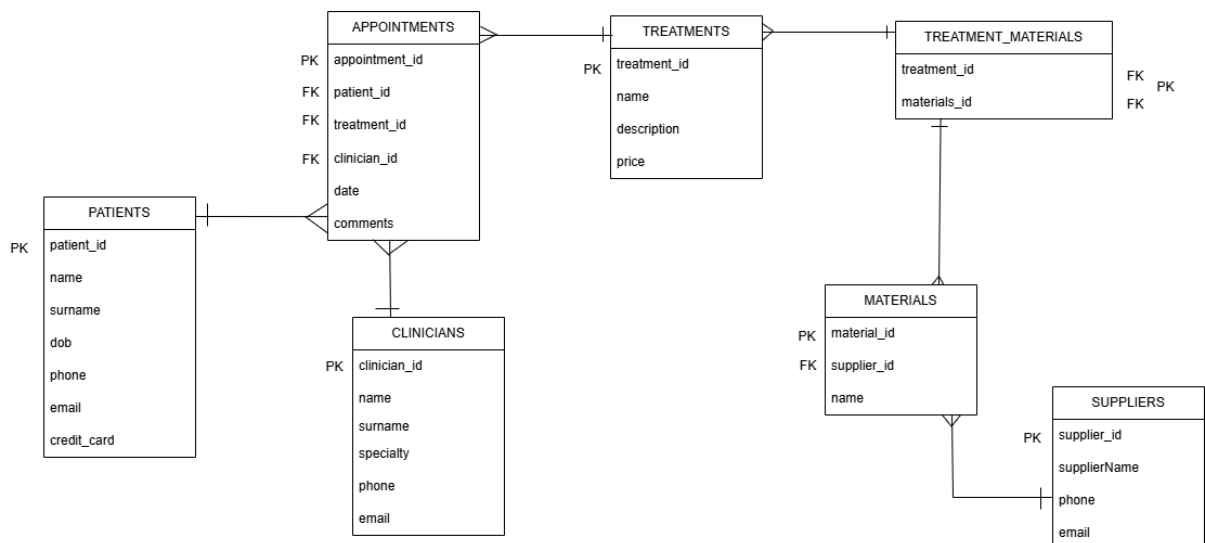 APPOINTMENTS
PK appointment_id
FK patient_id
FK treatment_id
FK clinician_id
date
comments
TREATMENTS
PK treatment_id
name
description
price
TREATMENT_MATERIALS
treatment_id FK
PK
materials_id FK
PATIENTS
PK patient_id
name
surname
dob
phone
email
credit_card
CLINICIANS
PK clinician_id
name
surname
specialty
phone
email
MATERIALS
PK material_id
FK supplier_id
name
SUPPLIERS
PK supplier_id
supplierName
phone
email